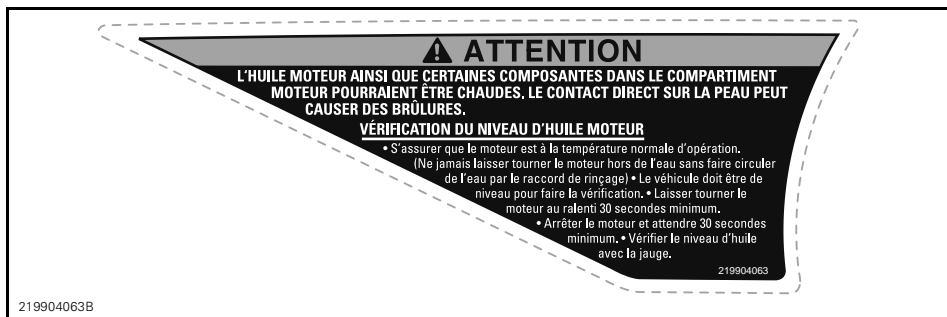 ATTENTION
L'HUILE MOTEUR AINSI QUE CERTAINES COMPOSANTES DANS LE COMPARTIMENT
MOTEUR POURRAIENT ÊTRE CHAUDES. LE CONTACT DIRECT SUR LA PEAU PEUT
CAUSER DES BRÛLURES.
VÉRIFICATION DU NIVEAU D'HUILE MOTEUR
• S'assurer que le moteur est à la température normale d'opération.
(Ne jamais laisser tourner le moteur hors de l'eau sans faire circuler
de l'eau par le raccord de rinçage) • Le véhicule doit être de
niveau pour faire la vérification. • Laisser tourner le
moteur au ralenti 30 secondes minimum.
• Arrêter le moteur et attendre 30 secondes
minimum. • Vérifier le niveau d'huile
avec la jauge.
219904063
219904063B